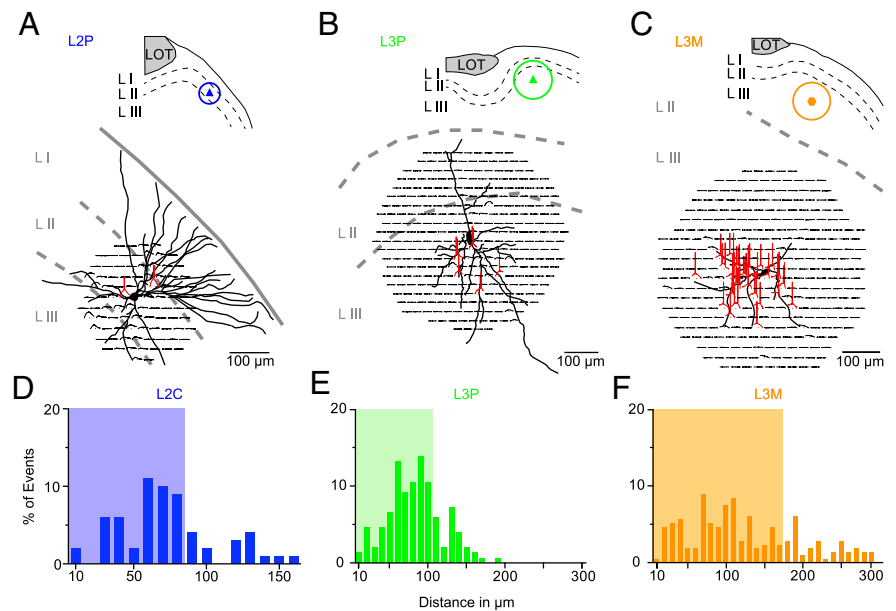 A
B
C
L2P
L3P
L3M
LOT
LOT
LOT
L I
L II
L III
L I
L II
L III
L I
L II
L III
L I
L II
L III
L II
L III
L II
L III
100 µm
100 µm
100 µm
D
E
F
L2C
L3P
L3M
% of Events
20
10
0
10
50
100
150
20
10
0
10
100
200
300
20
10
0
10
100
200
300
Distance in µm